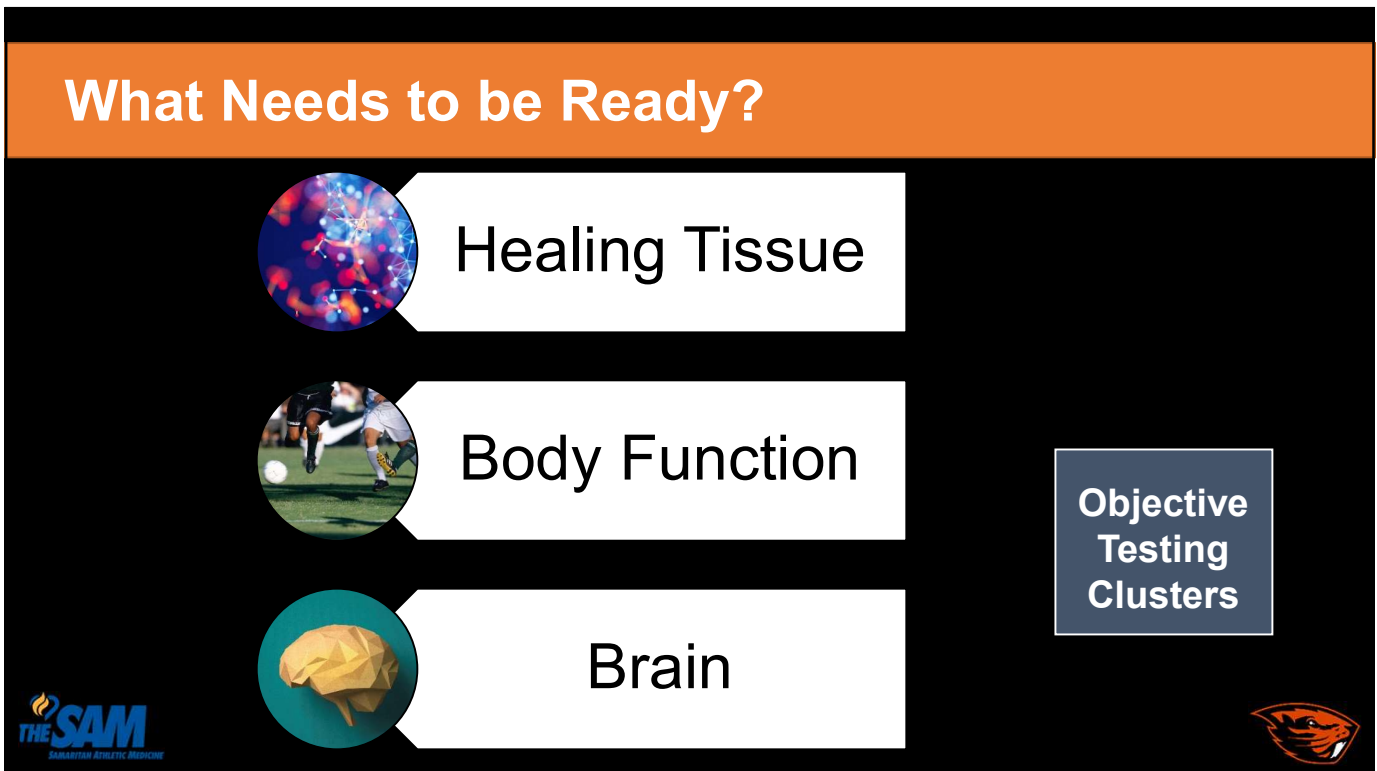 What Needs to be Ready?
Healing Tissue
Body Function
Objective
Testing
Clusters
Brain
THE SAM
SAMARITAN ATHLETIC MEDICINE